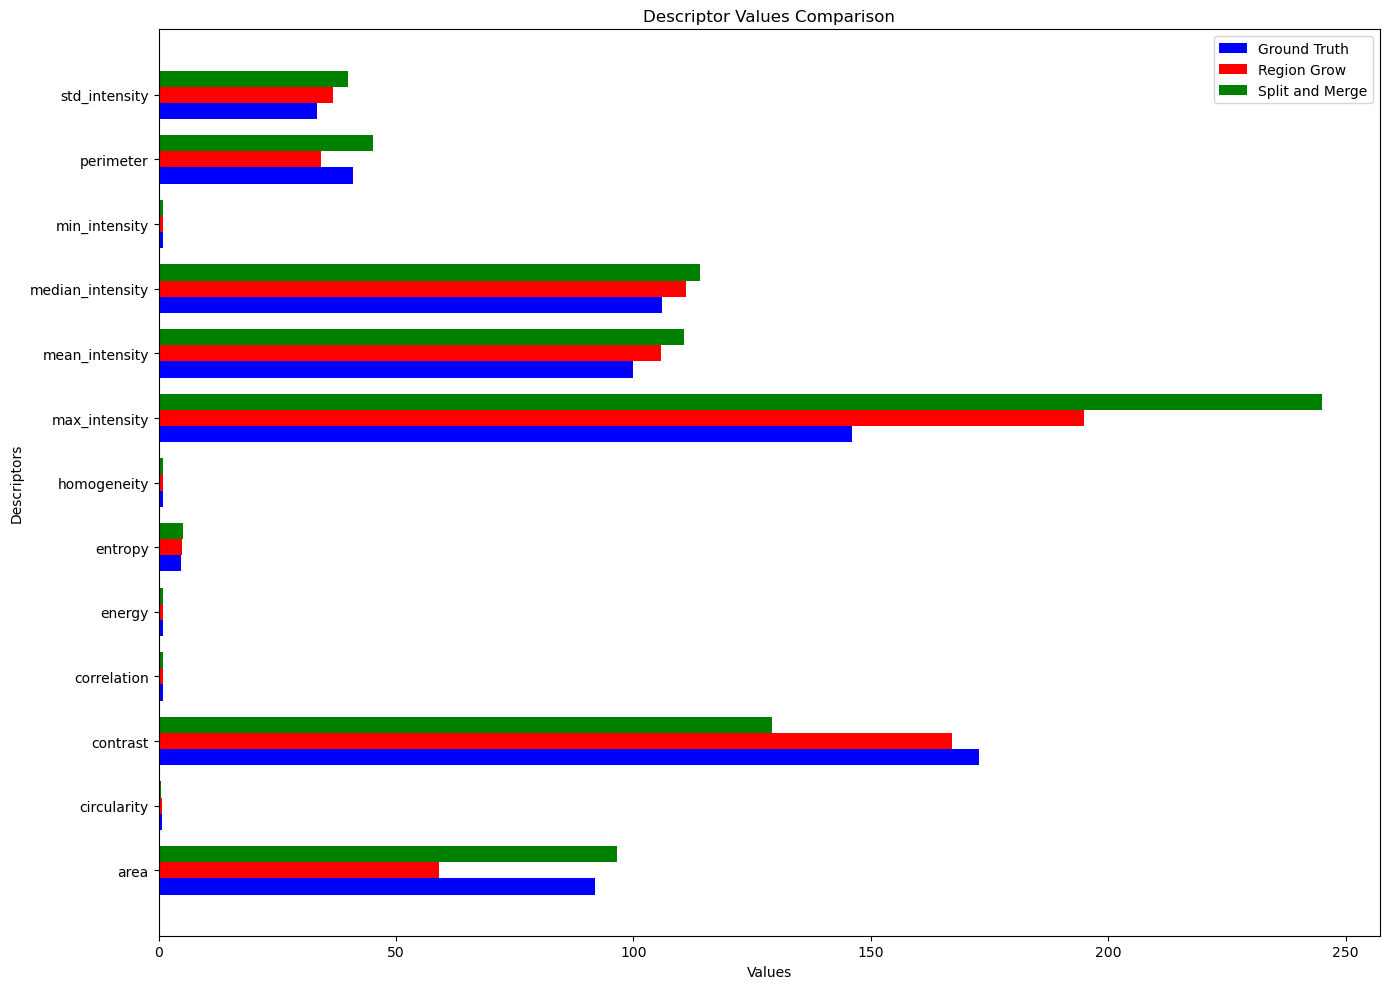 Descriptor Values Comparison
Ground Truth
Region Grow
Split and Merge
std_intensity
perimeter
min_intensity
median_intensity
mean_intensity
max_intensity
homogeneity
entropy
energy
correlation
contrast
circularity
area
Descriptors
0 50 100 150 200 250
Values